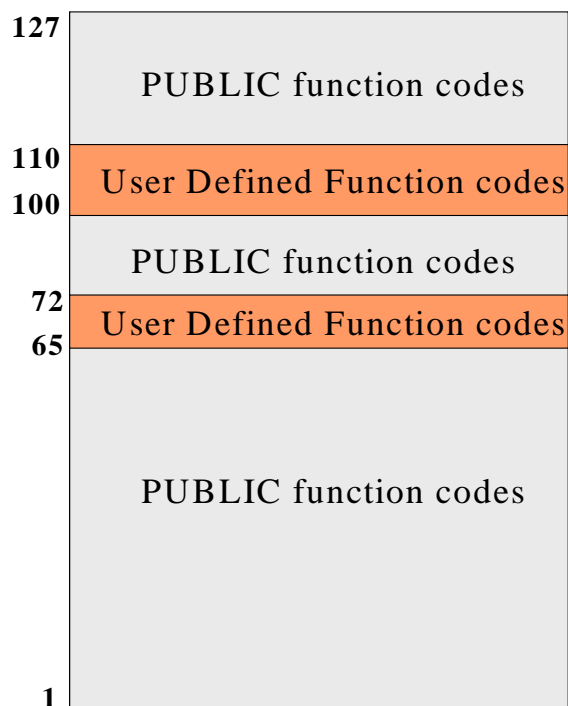 127
PUBLIC function codes
110
User Defined Function codes
100
PUBLIC function codes
72
User Defined Function codes
65
PUBLIC function codes
1